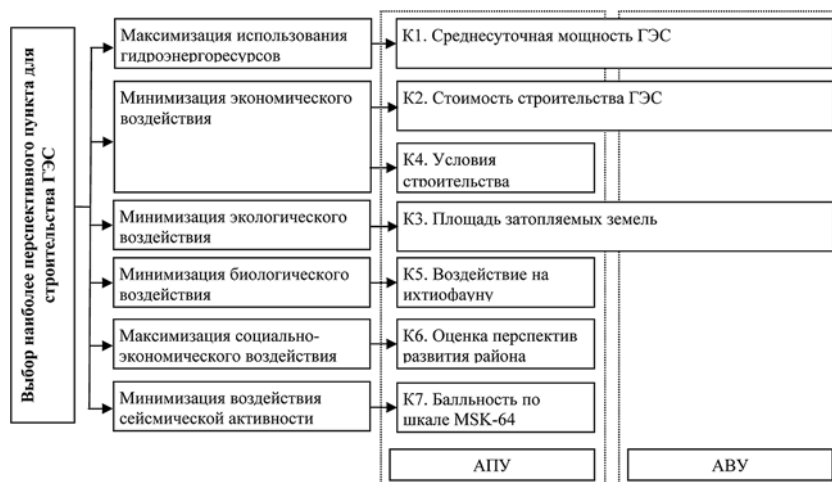 Выбор наиболее перспективного пункта для
строительства ГЭС
Максимизация использования
гидроэнергоресурсов
К1. Среднесуточная мощность ГЭС
Минимизация экономического
воздействия
К2. Стоимость строительства ГЭС
К4. Условия
строительства
Минимизация экологического
воздействия
К3. Площадь затопляемых земель
Минимизация биологического
воздействия
К5. Воздействие на
ихтиофауну
Максимизация социально-
экономического воздействия
К6. Оценка перспектив
развития района
Минимизация воздействия
сейсмической активности
К7. Балльность по
шкале MSK-64
АПУ
АВУ